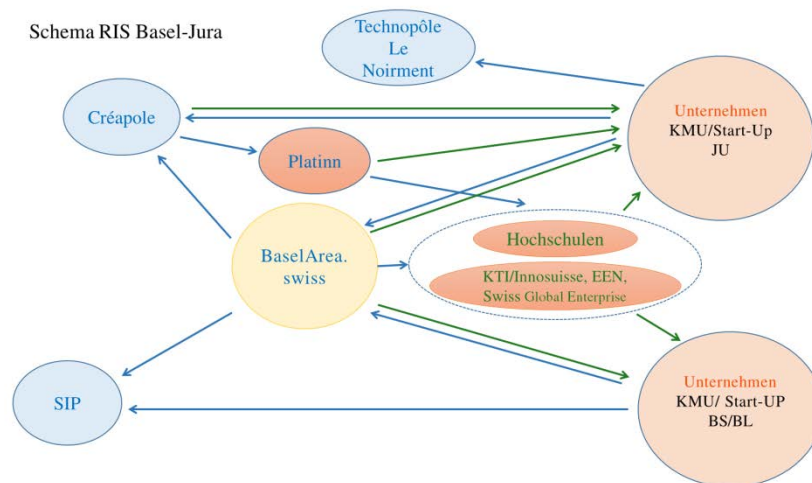 Schema RIS Basel-Jura
Technopôle
Le
Noirment
Créapole
Unternehmen
KMU/Start-Up
JU
Platinn
Hochschulen
BaselArea.
swiss
KTI/Innosuisse, EEN,
Swiss Global Enterprise
SIP
Unternehmen
KMU/ Start-UP
BS/BL